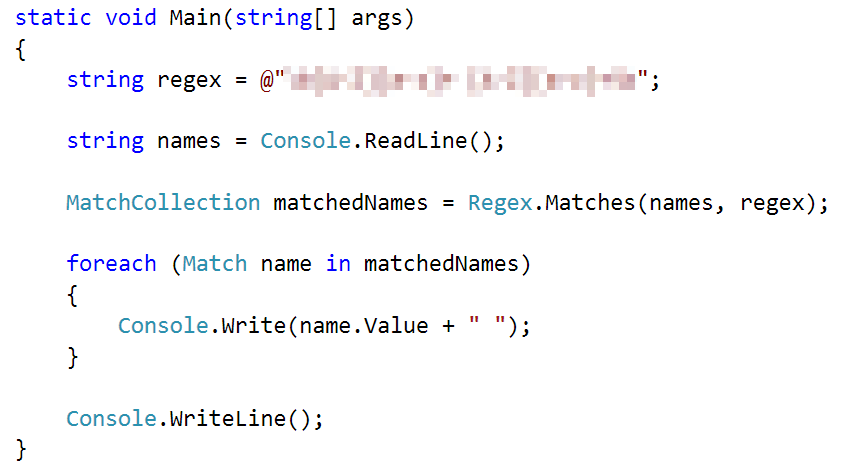 static void Main(string[] args)
{
string regex = @"";
string names = Console.ReadLine();
MatchCollection matchedNames = Regex.Matches(names, regex);
foreach (Match name in matchedNames)
{
Console.Write(name.Value + " ");
}
Console.WriteLine();
}